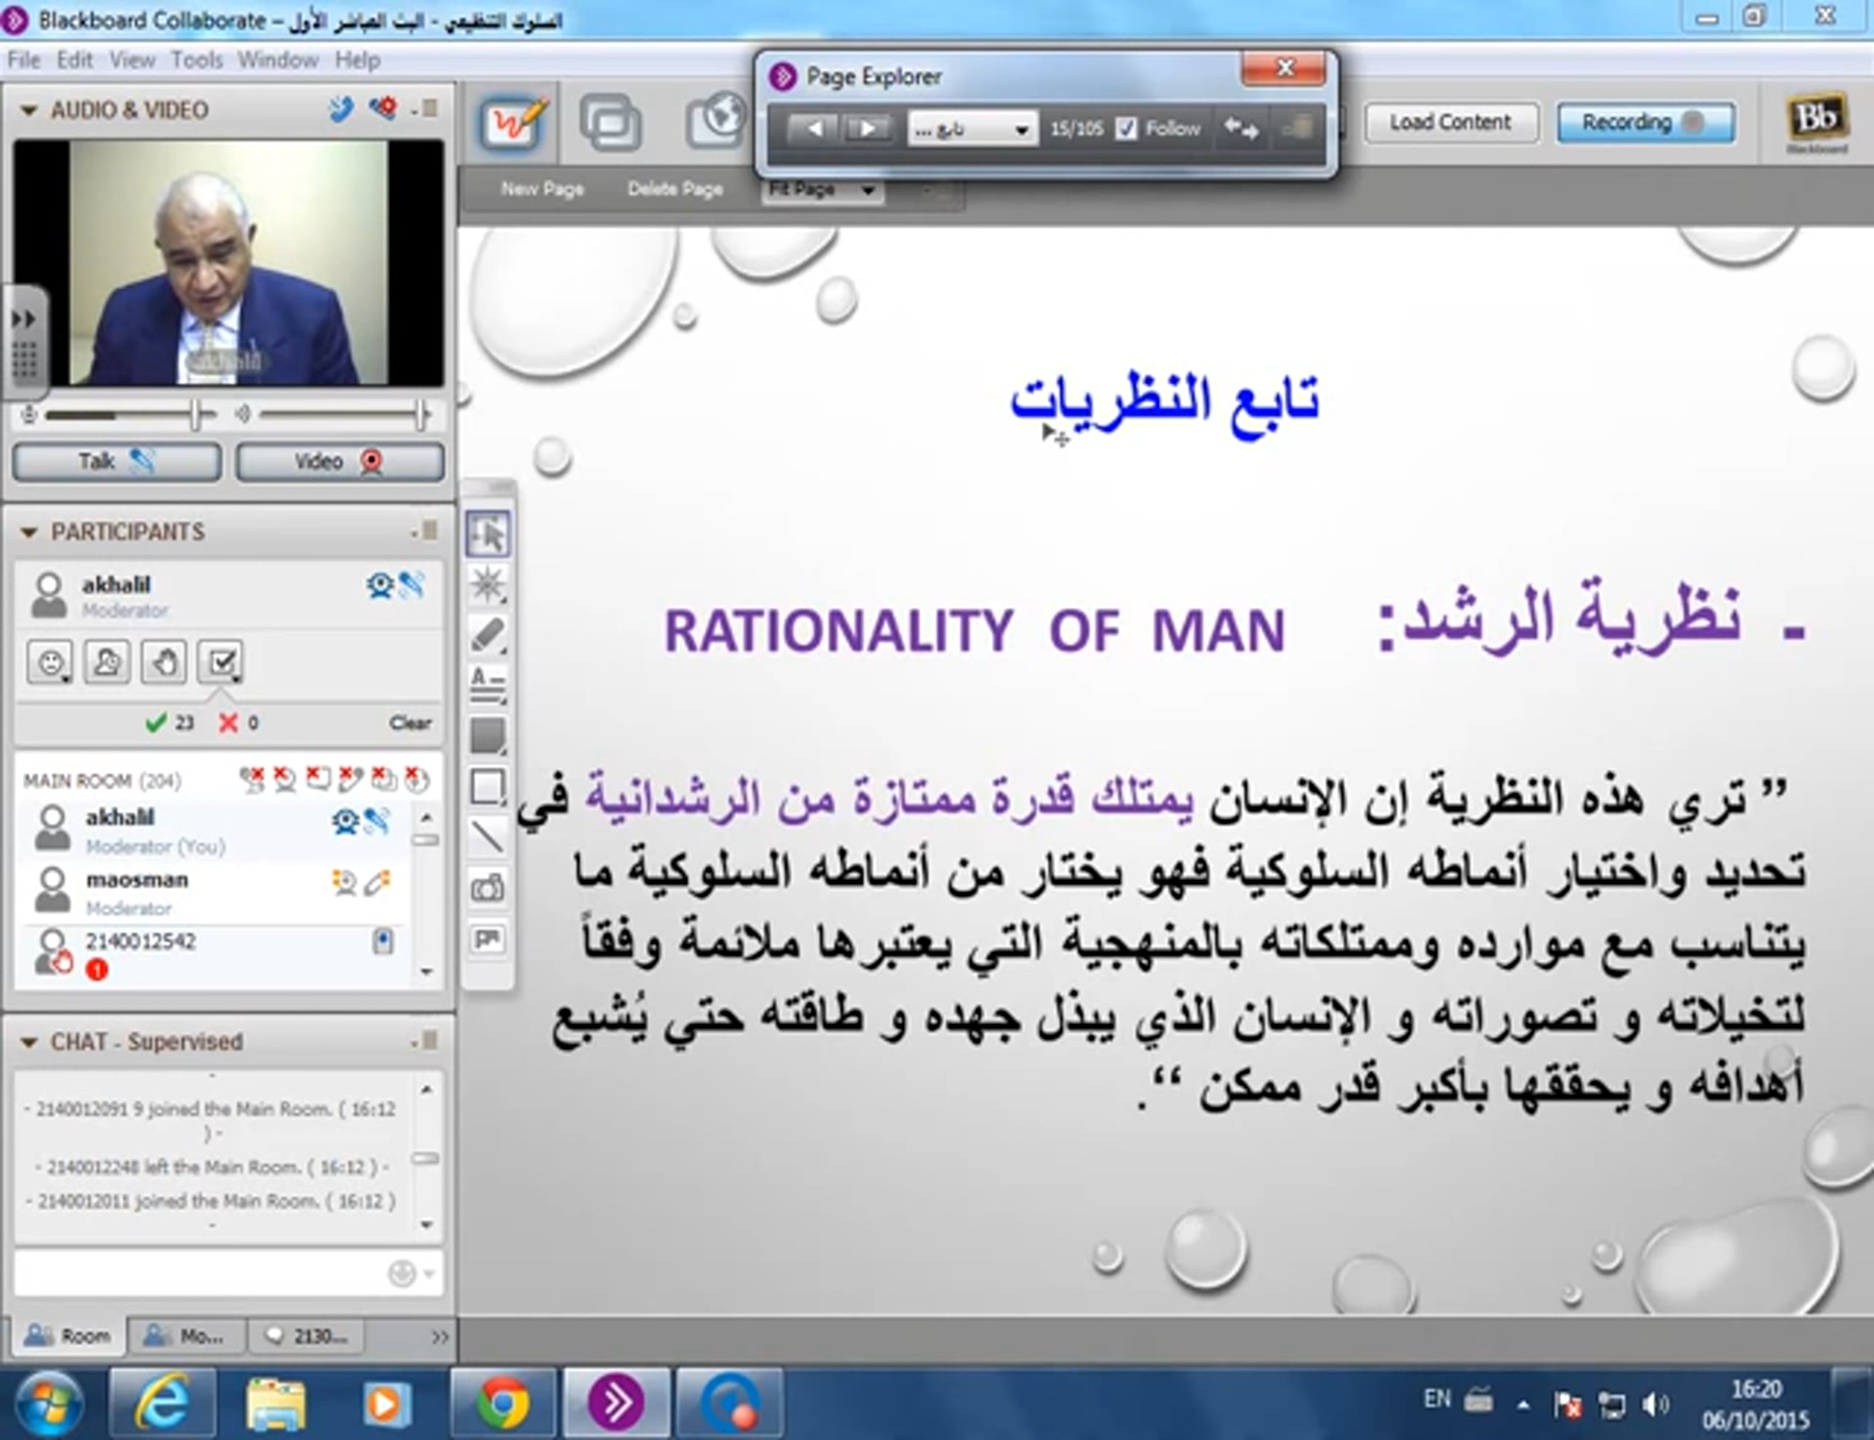 Blackboard Collaborate – السلوك التنظيمي - البث المباشر الأول
File Edit View Tools Window Help
AUDIO & VIDEO
akhalil
Talk
Video
PARTICIPANTS
akhalil
Moderator
23
0
Clear
MAIN ROOM (204)
akhalil
Moderator (You)
maosman
Moderator
2140012542
1
CHAT - Supervised
-
- 2140012091 9 joined the Main Room. ( 16:12
) -
- 2140012248 left the Main Room. ( 16:12 ) -
- 2140012011 joined the Main Room. ( 16:12 )
-
Room
Mo...
2130...
Page Explorer
تابع ...
15/105
Follow
Load Content
Recording
Bb
Blackboard
New Page
Delete Page
Fit Page
تابع النظريات
- نظرية الرشد: RATIONALITY OF MAN
” تري هذه النظرية إن الإنسان يمتلك قدرة ممتازة من الرشدانية في
تحديد واختيار أنماطه السلوكية فهو يختار من أنماطه السلوكية ما
يتناسب مع موارده وممتلكاته بالمنهجية التي يعتبرها ملائمة وفقاً
لتخيلاته و تصوراته و الإنسان الذي يبذل جهده و طاقته حتي يُشبع
أهدافه و يحققها بأكبر قدر ممكن “.
EN
16:20
06/10/2015